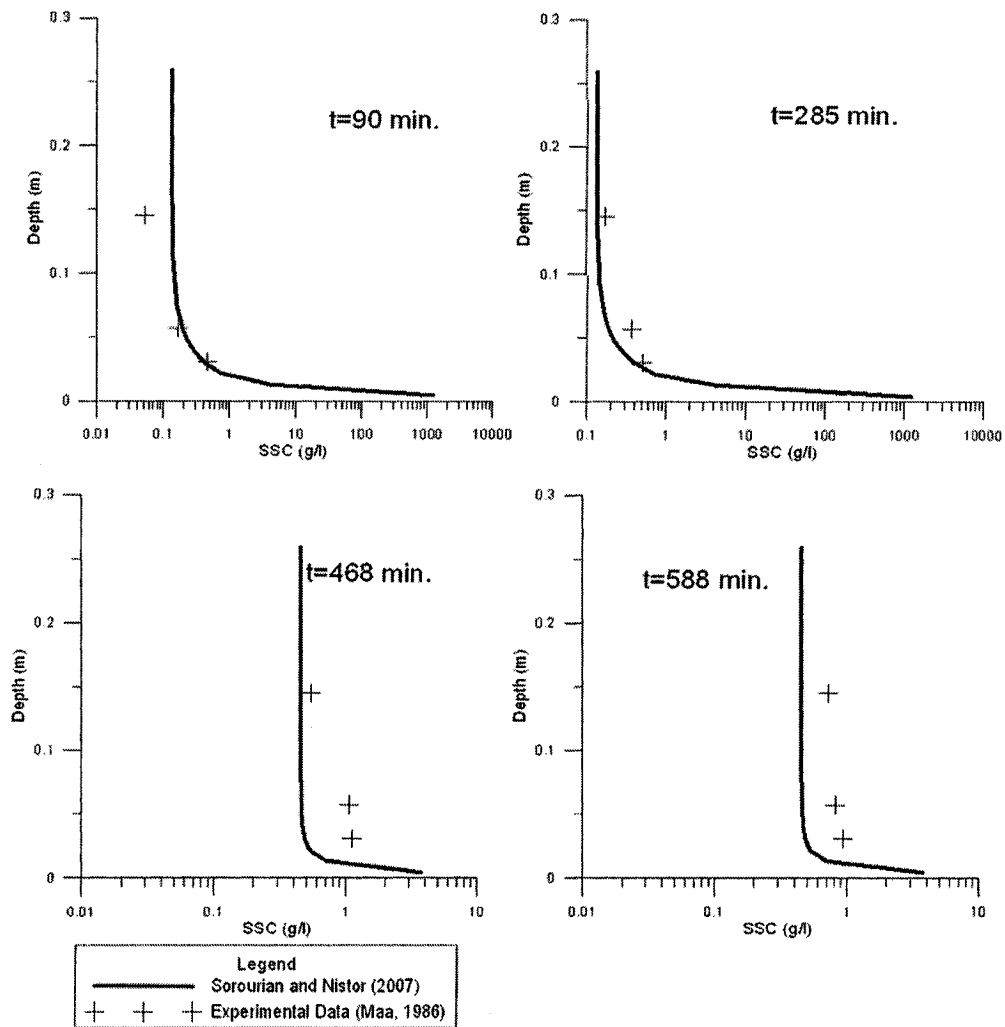 0.3
0.2
0.1
0
Depth (m)
t=90 min.
0.01 0.1 1 10 100 1000 10000
SSC (g/l)
0.3
0.2
0.1
0
Depth (m)
t=285 min.
0.1 1 10 100 1000 10000
SSC (g/l)
0.3
0.2
0.1
0
Depth (m)
t=468 min.
0.01 0.1 1 10
SSC (g/l)
0.3
0.2
0.1
0
Depth (m)
t=588 min.
0.01 0.1 1 10
SSC (g/l)
Legend
Sorourian and Nistor (2007)
Experimental Data (Maa, 1986)